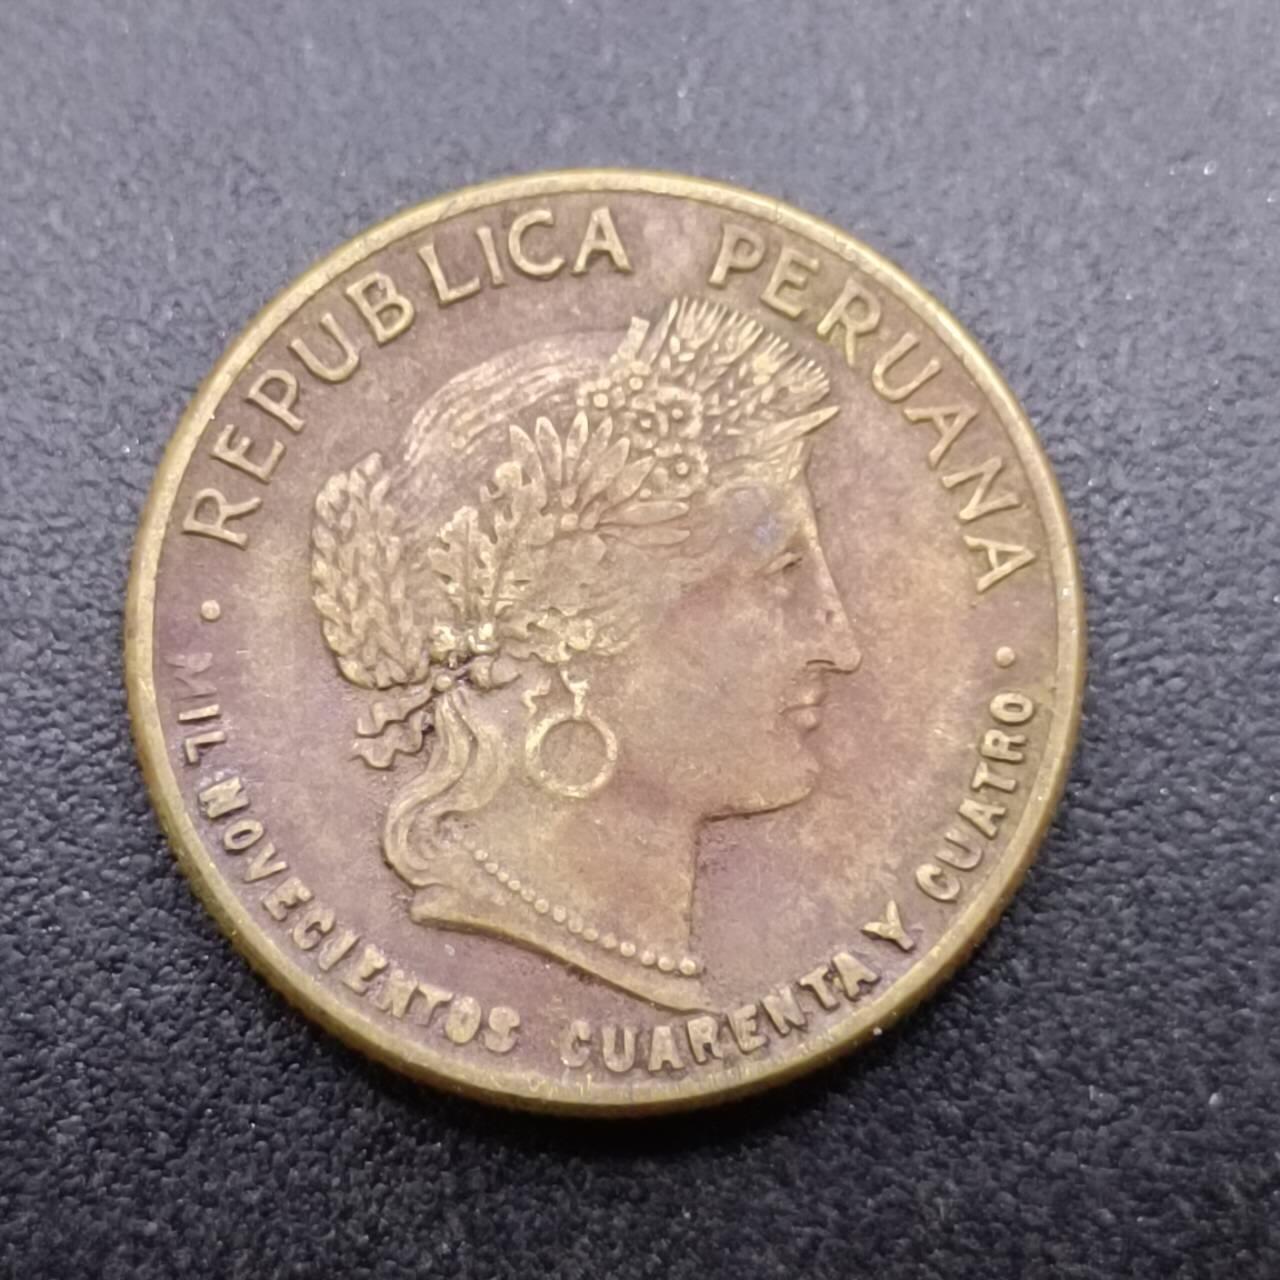 · REPUBLICA PERUANA ·
MIL NOVECIENTOS CUARENTA Y CUATRO